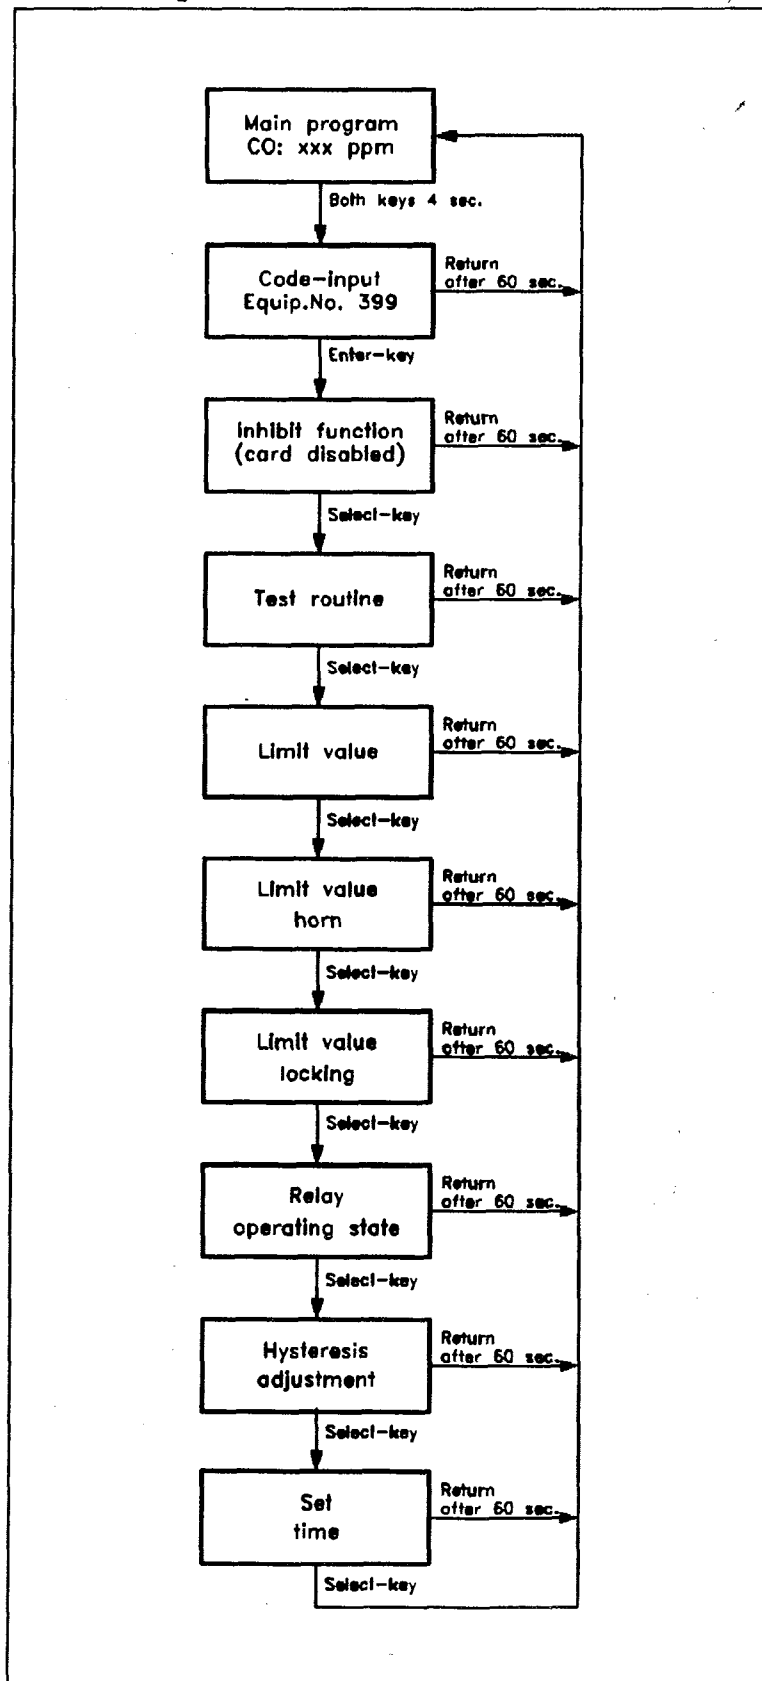 Main program
CO: xxx ppm
Both keys 4 sec.
Code-input
Equip.No. 399
Return
after 60 sec.
Enter-key
Inhibit function
(card disabled)
Return
after 60 sec.
Select-key
Test routine
Return
after 60 sec.
Select-key
Limit value
Return
after 60 sec.
Select-key
Limit value
horn
Return
after 60 sec.
Select-key
Limit value
locking
Return
after 60 sec.
Select-key
Relay
operating state
Return
after 60 sec.
Select-key
Hysteresis
adjustment
Return
after 60 sec.
Select-key
Set
time
Return
after 60 sec.
Select-key